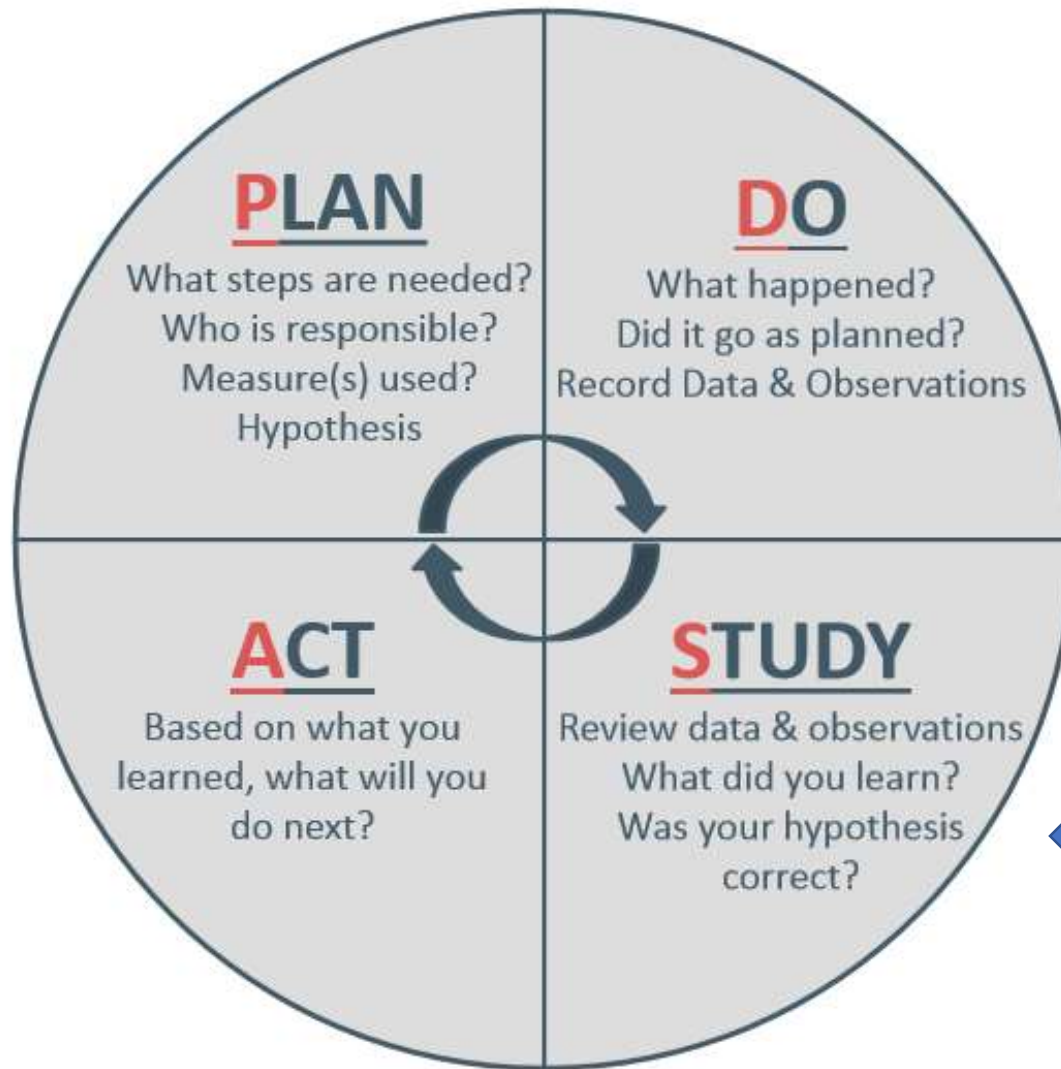 PLAN
What steps are needed?
Who is responsible?
Measure(s) used?
Hypothesis
DO
What happened?
Did it go as planned?
Record Data & Observations
STUDY
Review data & observations
What did you learn?
Was your hypothesis
correct?
ACT
Based on what you
learned, what will you
do next?